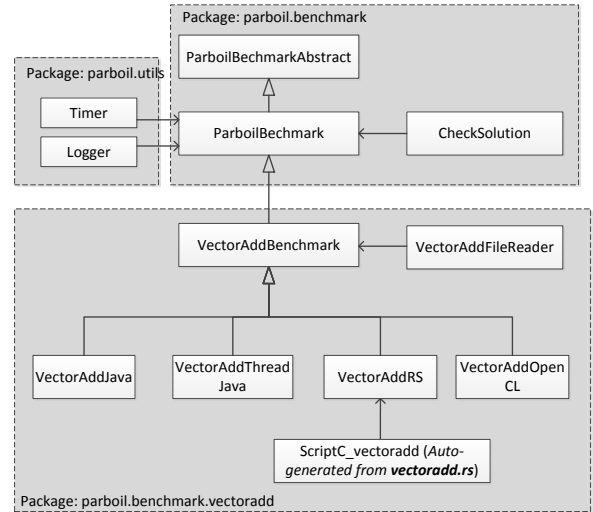 Package: parboil.benchmark
ParboilBechmarkAbstract
Package: parboil.utils
Timer
Logger
ParboilBechmark
CheckSolution
VectorAddBenchmark
VectorAddFileReader
VectorAddJava
VectorAddThread
Java
VectorAddRS
VectorAddOpen
CL
ScriptC_vectoradd (Auto-
generated from vectoradd.rs)
Package: parboil.benchmark.vectoradd